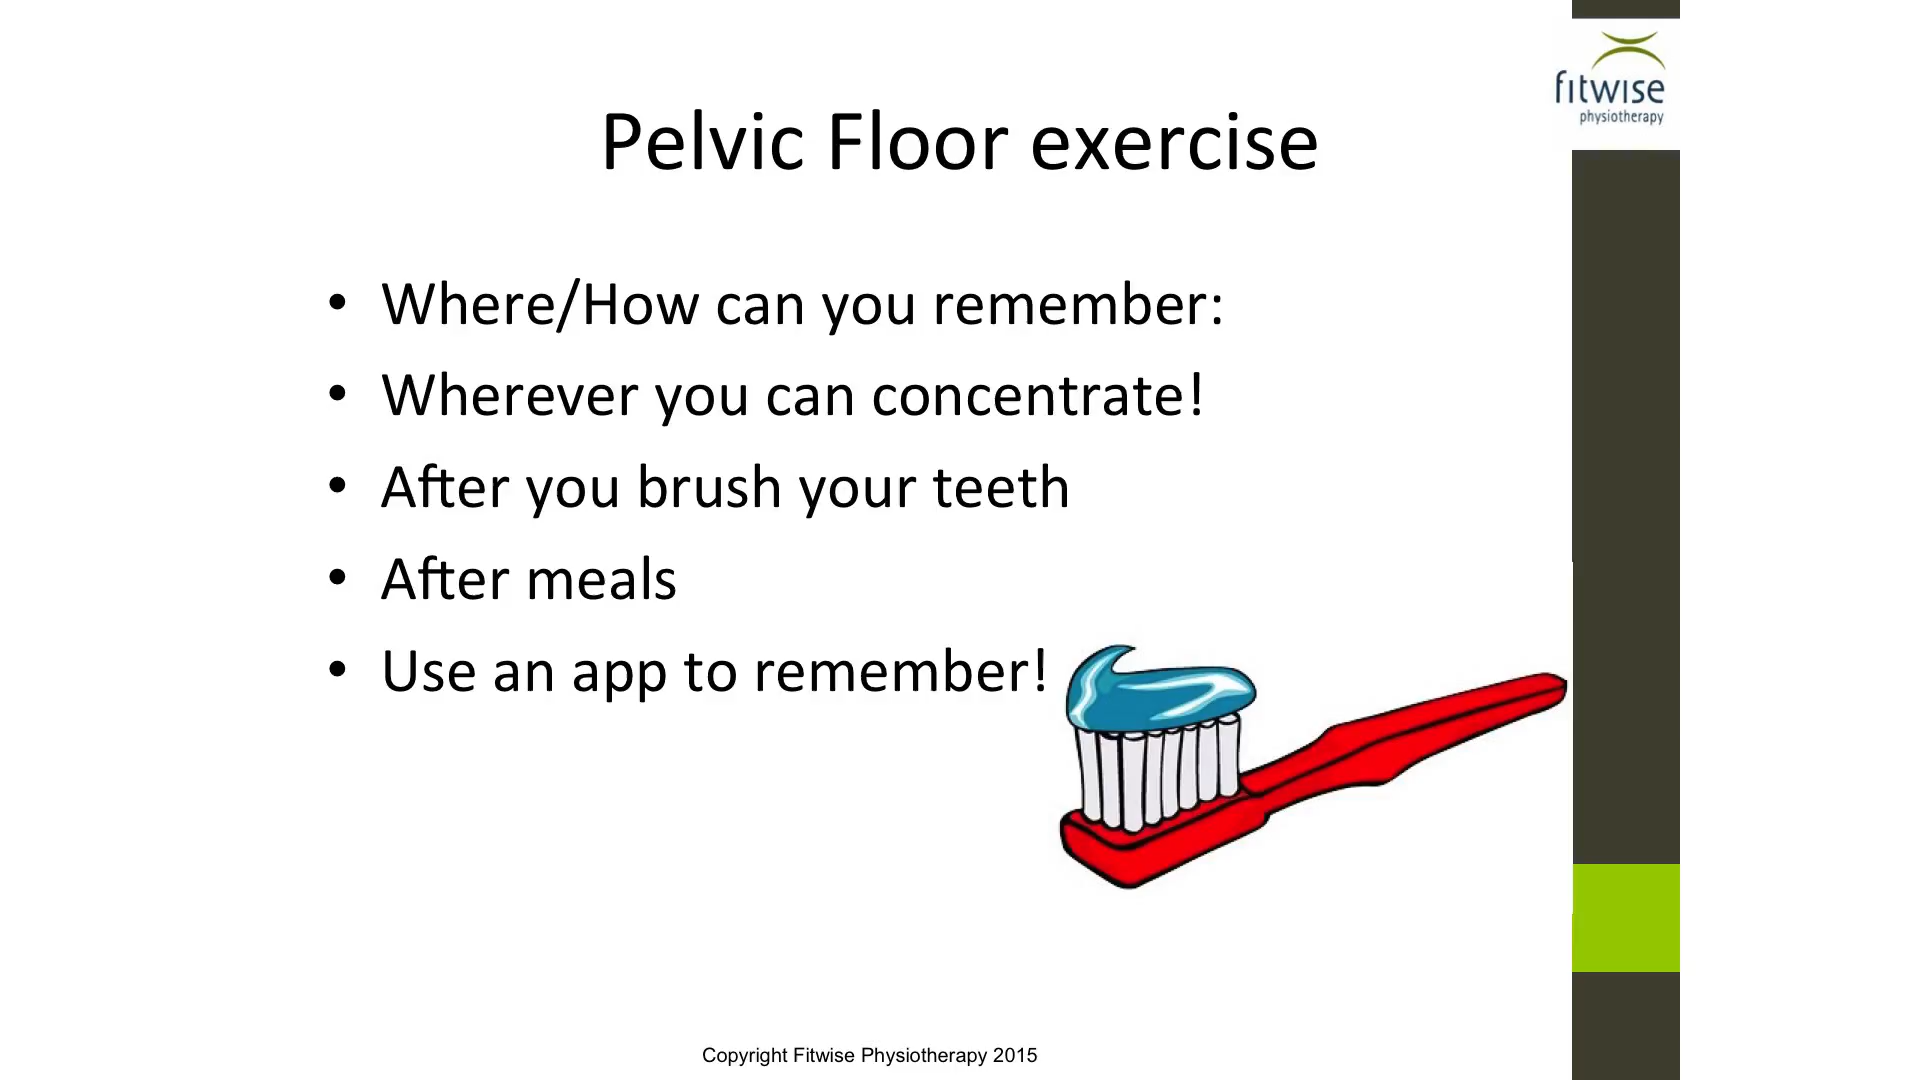 fitwise
physiotherapy
Pelvic Floor exercise
• Where/How can you remember:
• Wherever you can concentrate!
• After you brush your teeth
• After meals
• Use an app to remember!
Copyright Fitwise Physiotherapy 2015